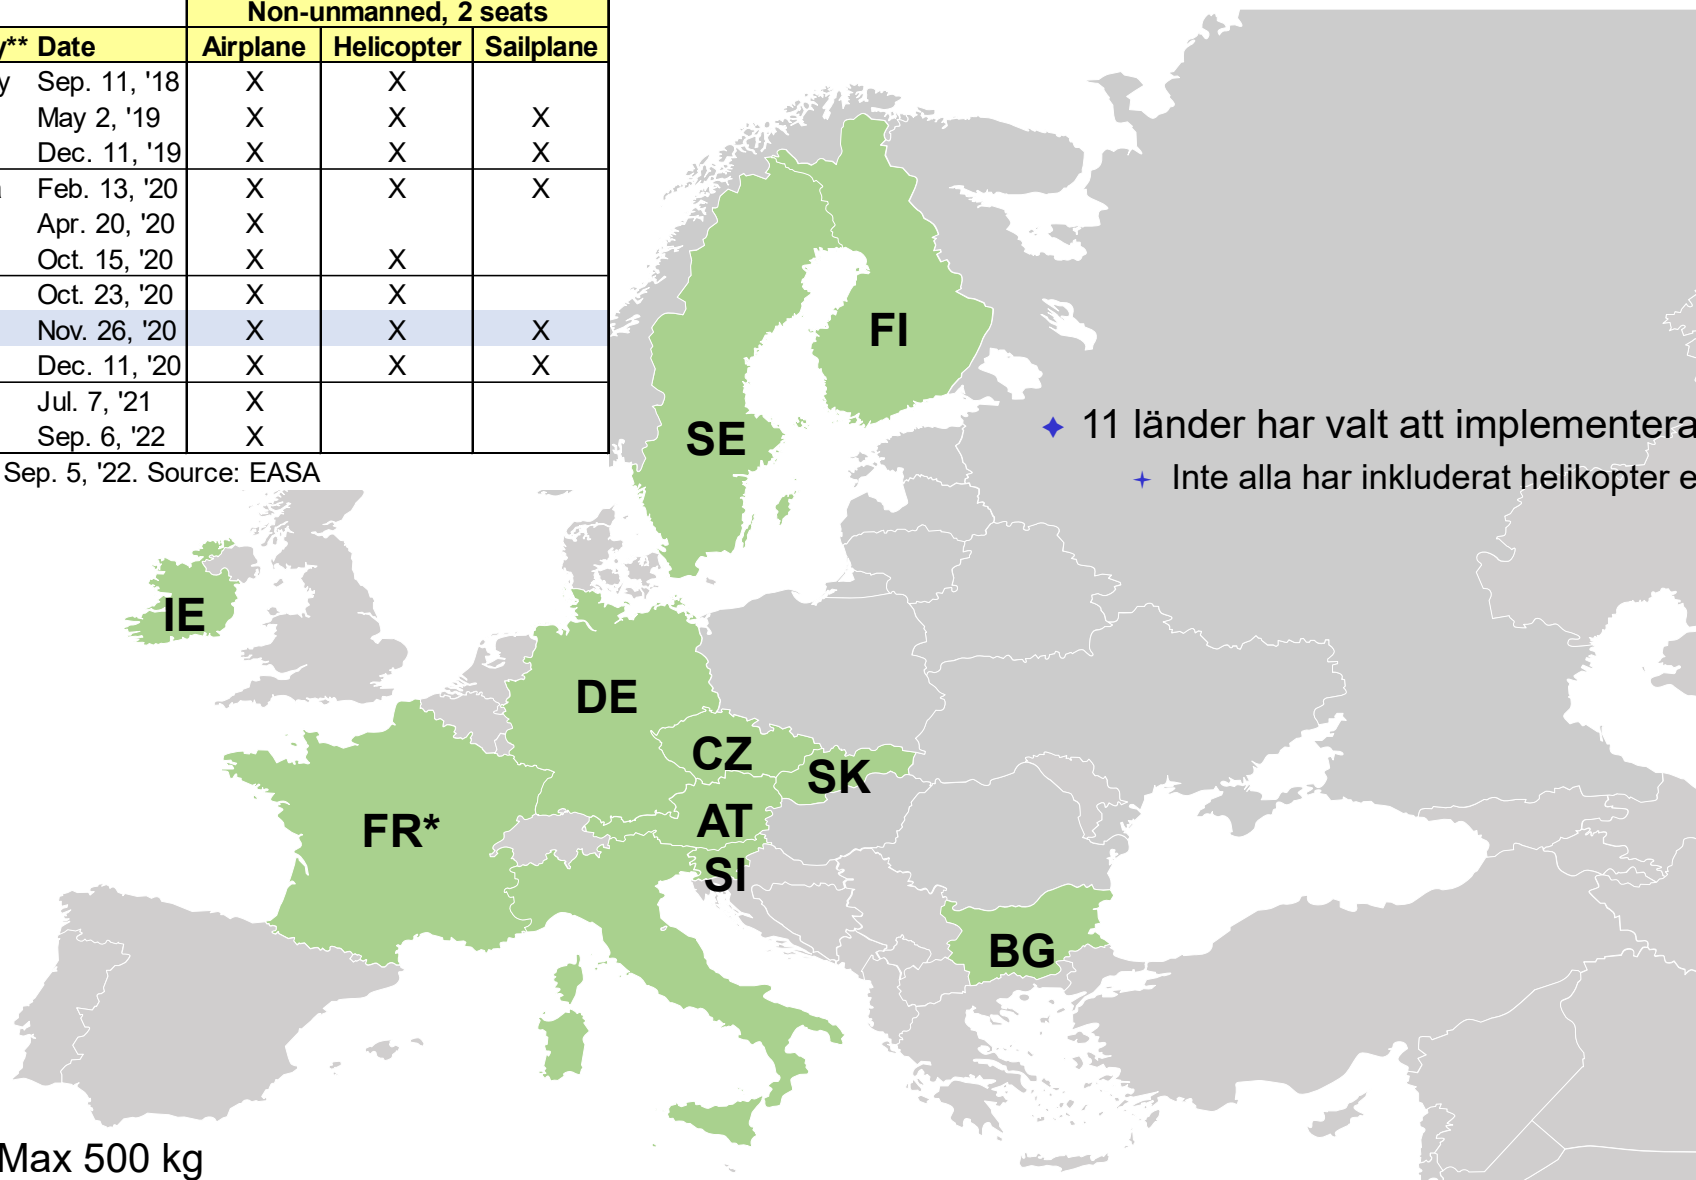 Non-unmanned, 2 seats
y** Date Airplane Helicopter Sailplane
y Sep. 11, '18 X X
May 2, '19 X X X
Dec. 11, '19 X X X
Feb. 13, '20 X X X
Apr. 20, '20 X
Oct. 15, '20 X X
Oct. 23, '20 X X
Nov. 26, '20 X X X
Dec. 11, '20 X X X
Jul. 7, '21 X
Sep. 6, '22 X
Sep. 5, '22. Source: EASA
FI
SE
11 länder har valt att implementera
Inte alla har inkluderat helikopter e
IE
DE
CZ
SK
AT
FR*
SI
BG
Max 500 kg